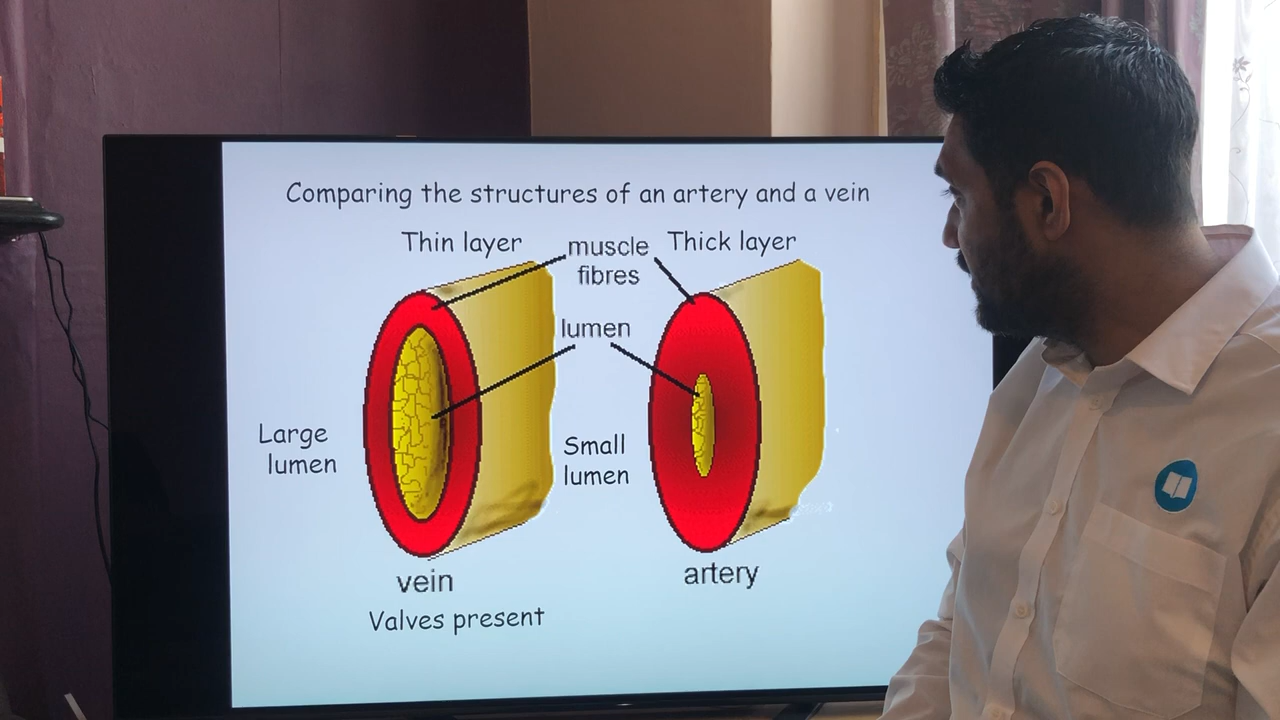 Comparing the structures of an artery and a vein
Thin layer
muscle
fibres
Thick layer
lumen
Large
lumen
Small
lumen
vein
artery
Valves present